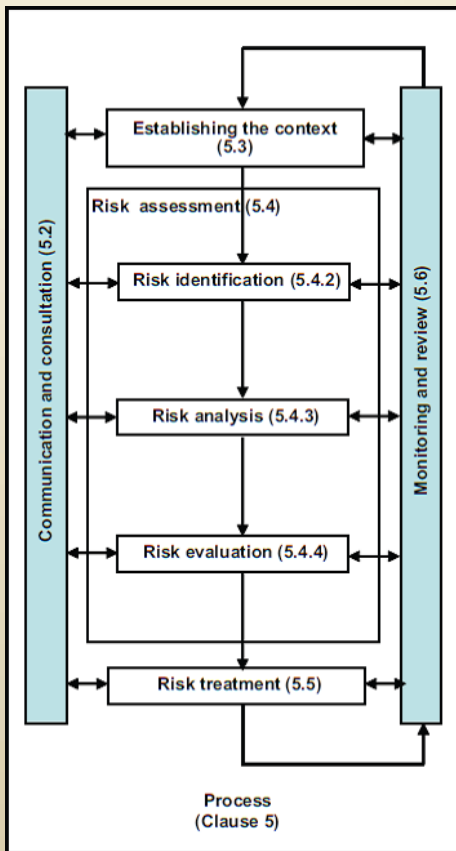 Establishing the context
(5.3)
Risk assessment (5.4)
Communication and consultation (5.2)
Risk identification (5.4.2)
Monitoring and review (5.6)
Risk analysis (5.4.3)
Risk evaluation (5.4.4)
Risk treatment (5.5)
Process
(Clause 5)